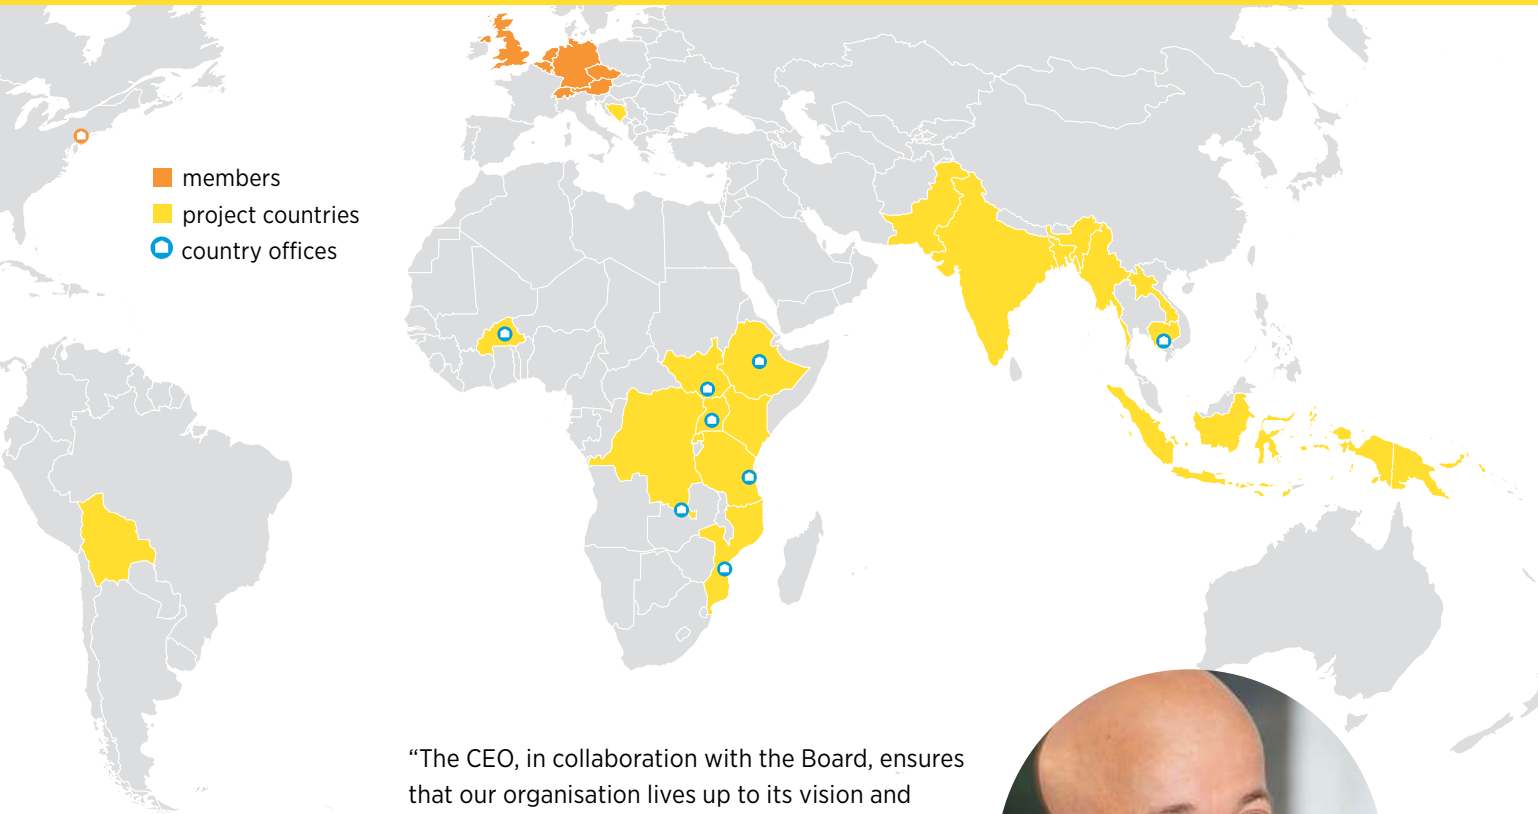 members
project countries
country offices
“The CEO, in collaboration with the Board, ensures
that our organisation lives up to its vision and